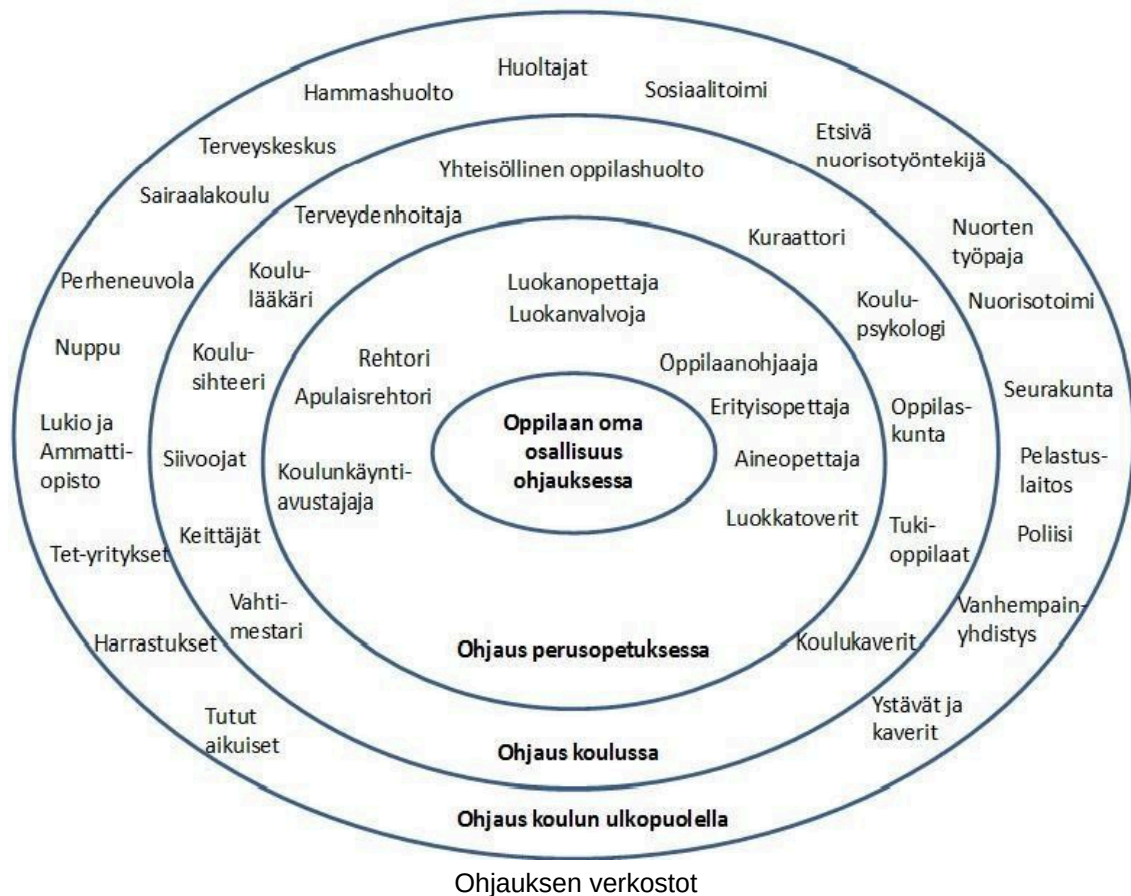 Huoltajat
Hammashuolto
Sosiaalitoimi
Etsivä
nuorisotyöntekijä
Terveyskeskus
Yhteisöllinen oppilashuolto
Sairaalakoulu
Terveydenhoitaja
Kuraattori
Nuorten
työpaja
Perheneuvola
Koulu-
lääkäri
Luokanopettaja
Luokanvalvoja
Koulu-
psykologi
Nuorisotoimi
Nuppu
Koulu-
sihteeri
Rehtori
Apulaisrehtori
Oppilaanohjaaja
Erityisopettaja
Oppilas-
kunta
Seurakunta
Lukio ja
Ammatti-
opisto
Siivoojat
Koulunkäynti-
avustajaja
Oppilaan oma
osallisuus
ohjauksessa
Aineopettaja
Pelastus-
laitos
Luokkatoverit
Tet-yritykset
Keittäjät
Tuki-
oppilaat
Poliisi
Harrastukset
Vahti-
mestari
Ohjaus perusopetuksessa
Koulukaverit
Vanhempain-
yhdistys
Tutut
aikuiset
Ystävät ja
kaverit
Ohjaus koulussa
Ohjaus koulun ulkopuolella
Ohjauksen verkostot